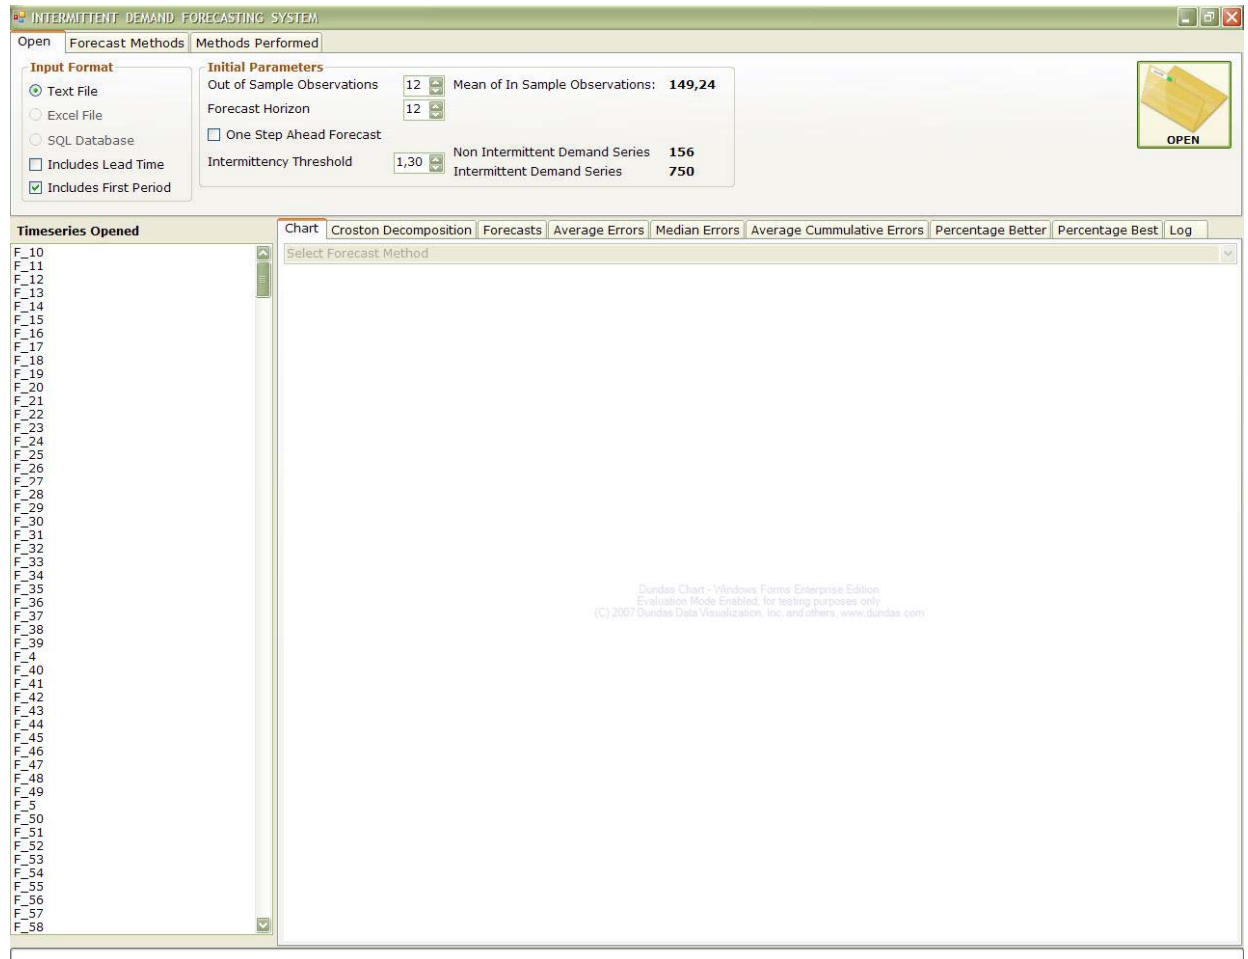 INTERMITTENT DEMAND FORECASTING SYSTEM
Open Forecast Methods Methods Performed
Input Format
Text File
Excel File
SQL Database
Includes Lead Time
Includes First Period
Initial Parameters
Out of Sample Observations 12 Mean of In Sample Observations: 149,24
Forecast Horizon 12
One Step Ahead Forecast
Intermittency Threshold 1,30
Non Intermittent Demand Series 156
Intermittent Demand Series 750
OPEN
Timeseries Opened
F_10
F_11
F_12
F_13
F_14
F_15
F_16
F_17
F_18
F_19
F_20
F_21
F_22
F_23
F_24
F_25
F_26
F_27
F_28
F_29
F_30
F_31
F_32
F_33
F_34
F_35
F_36
F_37
F_38
F_39
F_4
F_40
F_41
F_42
F_43
F_44
F_45
F_46
F_47
F_48
F_49
F_5
F_50
F_51
F_52
F_53
F_54
F_55
F_56
F_57
F_58
Chart Croston Decomposition Forecasts Average Errors Median Errors Average Cummulative Errors Percentage Better Percentage Best Log
Select Forecast Method
Dundas Chart - Windows Forms Enterprise Edition
Evaluation Mode Enabled, for testing purposes only
(C) 2007 Dundas Data Visualization, Inc. and others, www.dundas.com